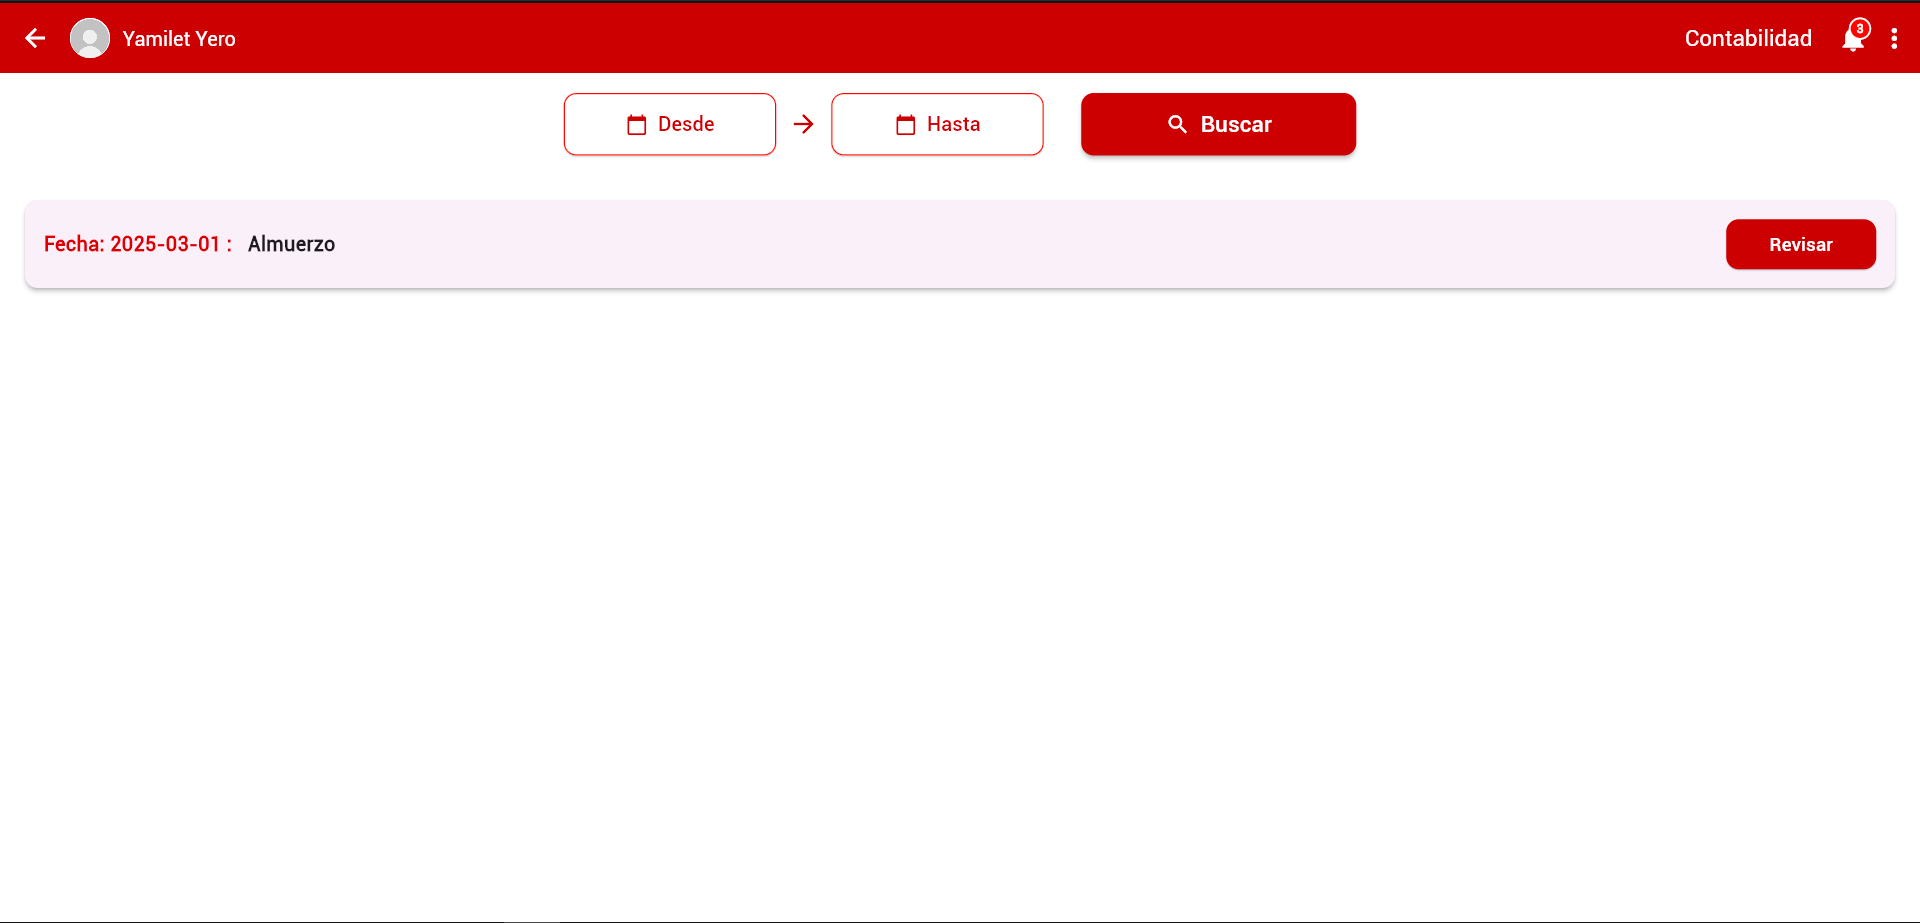 Yamilet Yero
Contabilidad
3
Desde
Hasta
Buscar
Fecha: 2025-03-01 : Almuerzo
Revisar